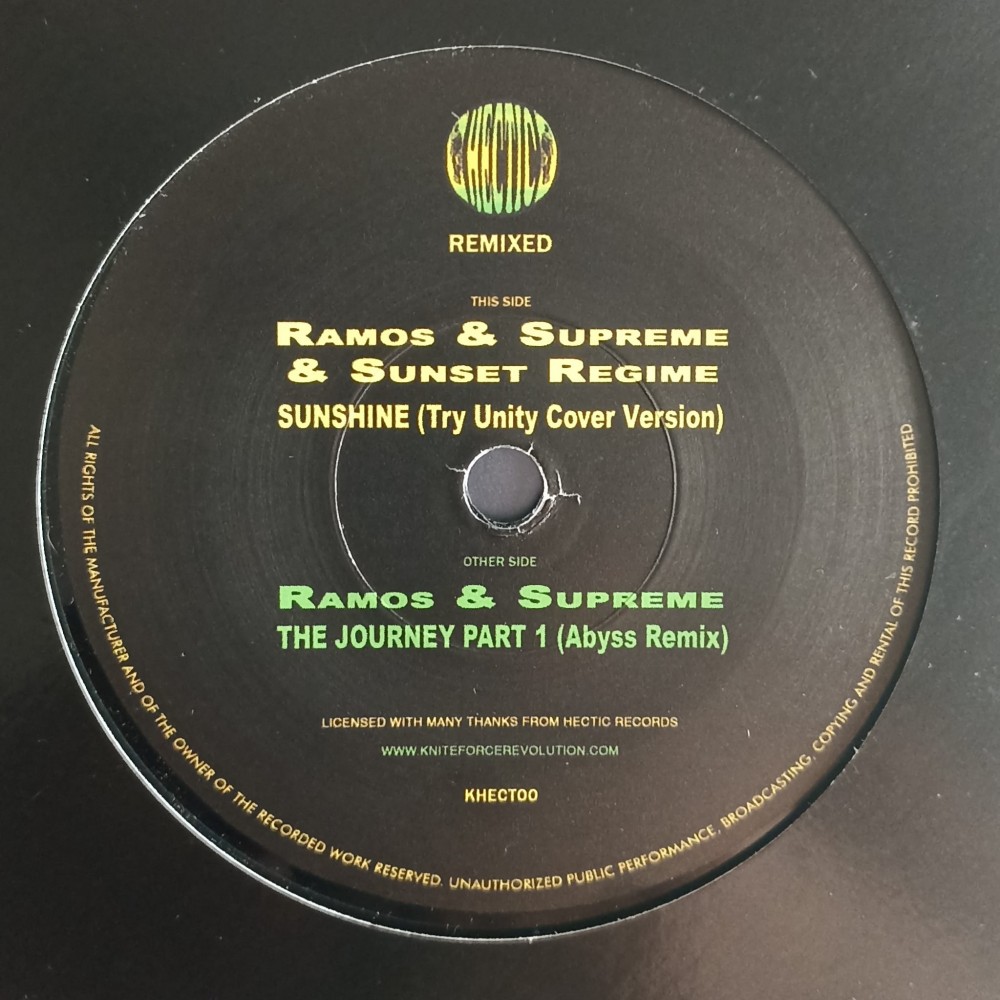 HECTIC
REMIXED
THIS SIDE
RAMOS & SUPREME
& SUNSET REGIME
SUNSHINE (Try Unity Cover Version)
OTHER SIDE
RAMOS & SUPREME
THE JOURNEY PART 1 (Abyss Remix)
LICENSED WITH MANY THANKS FROM HECTIC RECORDS
WWW.KNITEFORCEREVOLUTION.COM
KHECT00
ALL RIGHTS OF THE MANUFACTURER AND OF THE OWNER OF THE RECORDED WORK RESERVED. UNAUTHORIZED PUBLIC PERFORMANCE, BROADCASTING, COPYING AND RENTAL OF THIS RECORD PROHIBITED